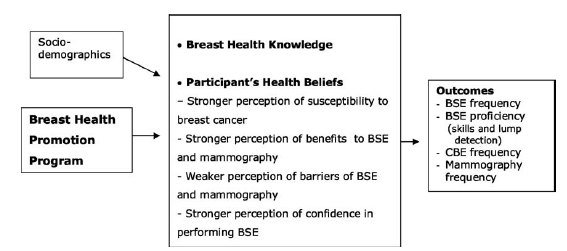 Socio-
demographics
Breast Health
Promotion
Program
• Breast Health Knowledge
• Participant's Health Beliefs
– Stronger perception of susceptibility to
breast cancer
- Stronger perception of benefits to BSE
and mammography
- Weaker perception of barriers of BSE
and mammography
- Stronger perception of confidence in
performing BSE
Outcomes
- BSE frequency
- BSE proficiency
(skills and lump
detection)
- CBE frequency
- Mammography
frequency